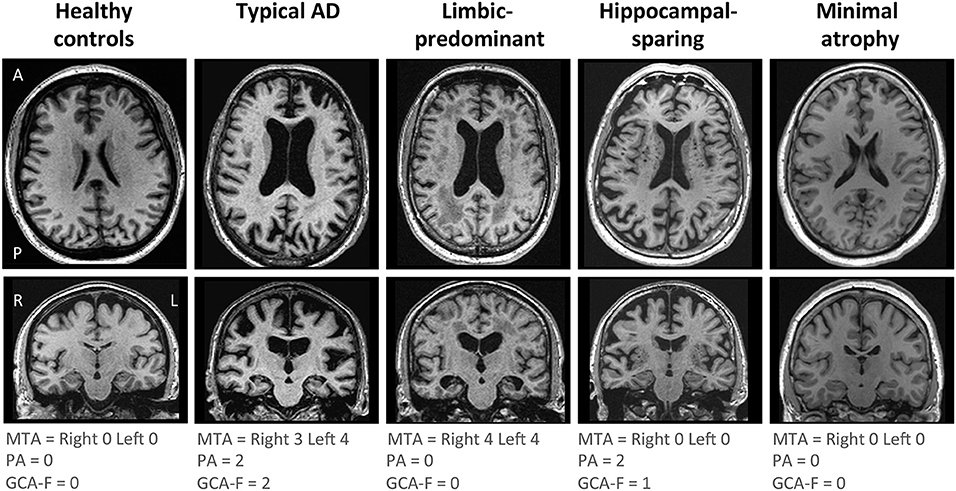 Healthy controls
Typical AD
Limbic-predominant
Hippocampal-sparing
Minimal atrophy
A
P
R L
MTA = Right 0 Left 0
PA = 0
GCA-F = 0
MTA = Right 3 Left 4
PA = 2
GCA-F = 2
MTA = Right 4 Left 4
PA = 0
GCA-F = 0
MTA = Right 0 Left 0
PA = 2
GCA-F = 1
MTA = Right 0 Left 0
PA = 0
GCA-F = 0